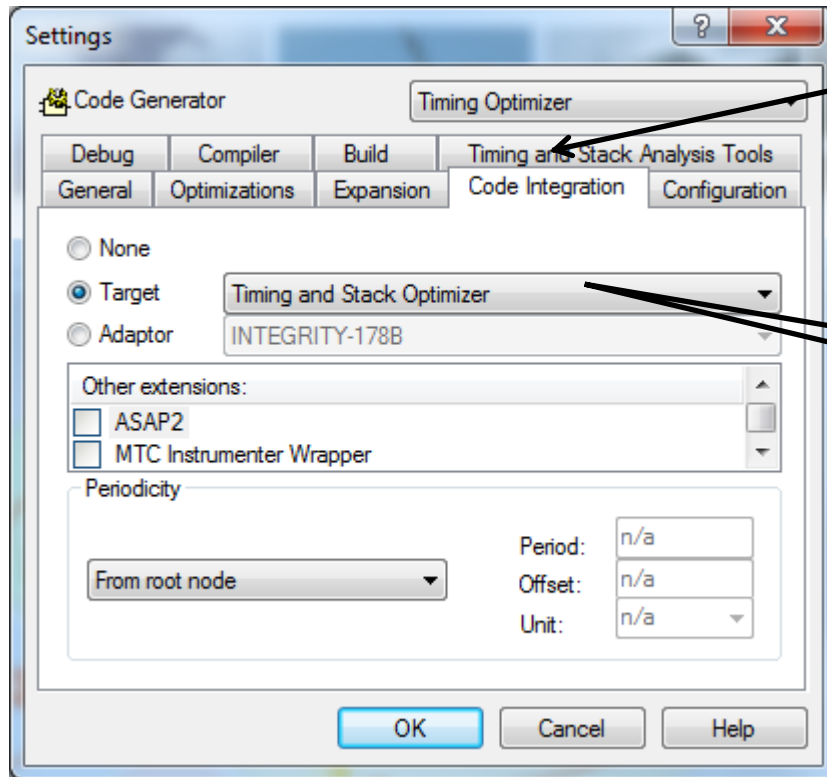 Settings
?
X
Code Generator Timing Optimizer
Debug Compiler Build Timing and Stack Analysis Tools
General Optimizations Expansion Code Integration Configuration
None
Target Timing and Stack Optimizer
Adaptor INTEGRITY-178B
Other extensions:
ASAP2
MTC Instrumenter Wrapper
Periodicity
From root node
Period: n/a
Offset: n/a
Unit: n/a
OK Cancel Help